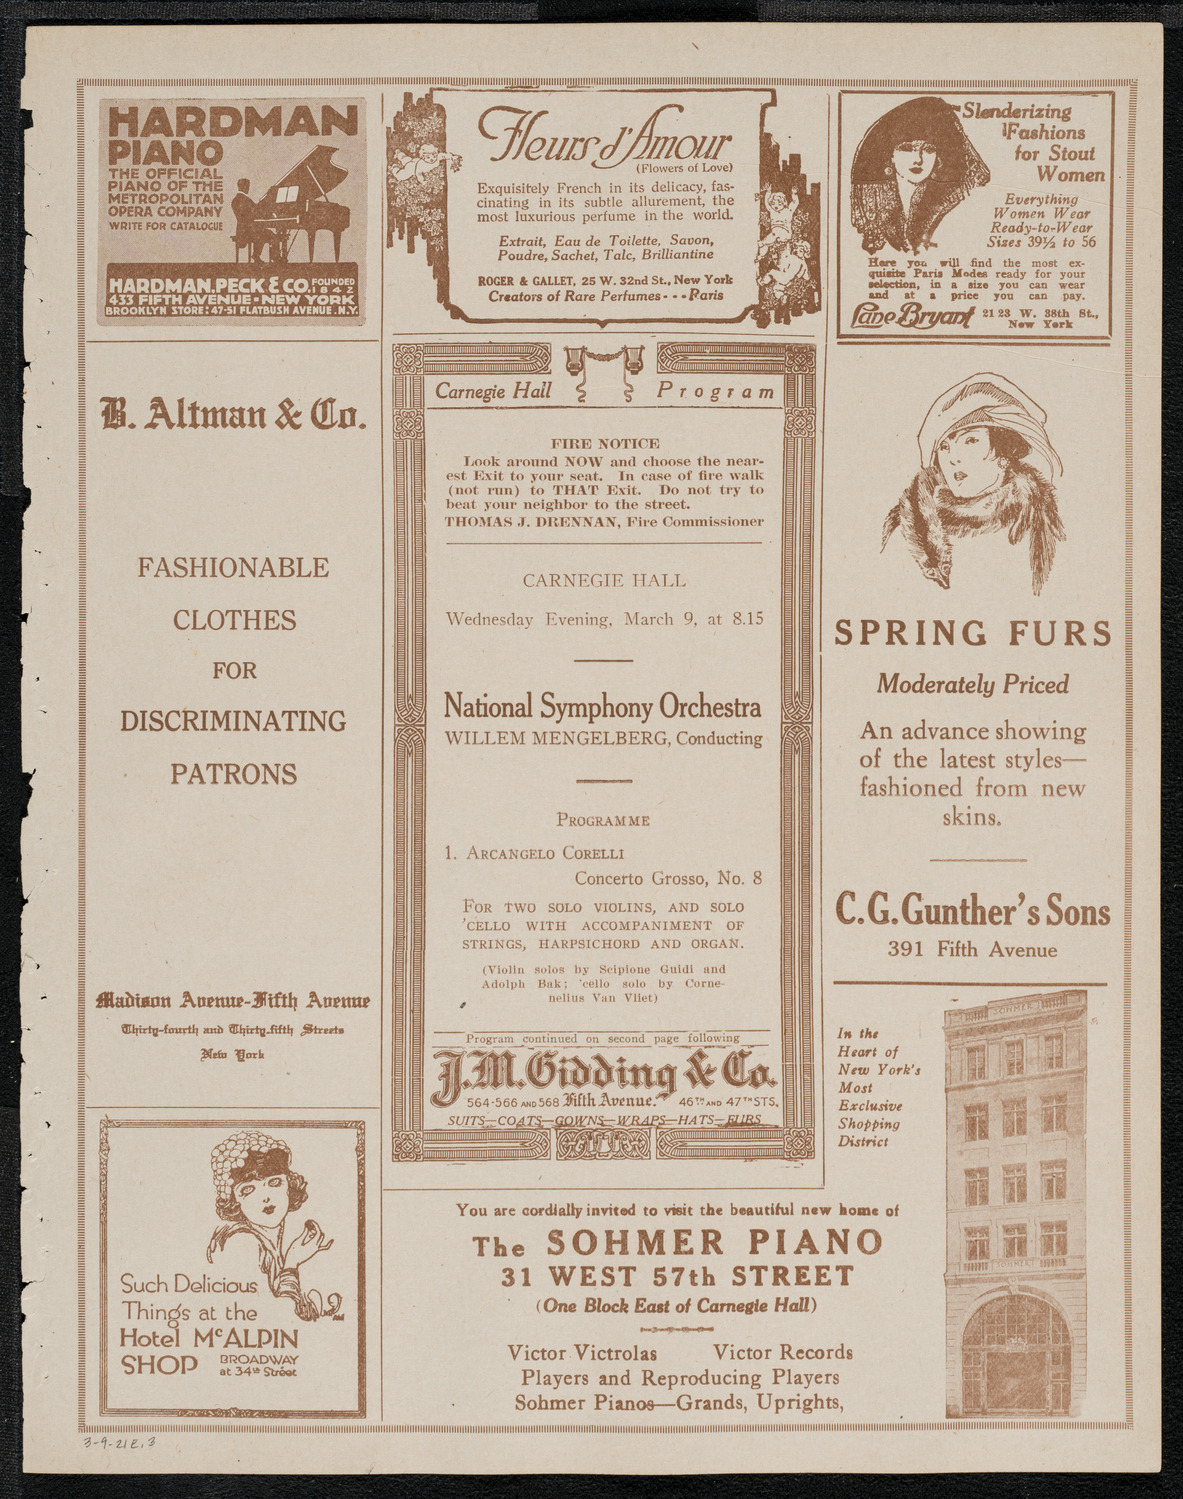 HARDMAN
PIANO
THE OFFICIAL
PIANO OF THE
METROPOLITAN
OPERA COMPANY
WRITE FOR CATALOGUE
HARDMAN, PECK & CO. FOUNDED 1842
433 FIFTH AVENUE - NEW YORK
BROOKLYN STORE: 47-51 FLATBUSH AVENUE. N.Y.
Fleurs d'Amour
(Flowers of Love)
Exquisitely French in its delicacy, fas-
cinating in its subtle allurement, the
most luxurious perfume in the world.
Extrait, Eau de Toilette, Savon,
Poudre, Sachet, Talc, Brilliantine
ROGER & GALLET, 25 W. 32nd St., New York
Creators of Rare Perfumes - - - Paris
Slenderizing
Fashions
for Stout
Women
Everything
Women Wear
Ready-to-Wear
Sizes 39½ to 56
Here you will find the most ex-
quisite Paris Modes ready for your
selection, in a size you can wear
and at a price you can pay.
Lane Bryant 21 23 W. 38th St.,
New York
B. Altman & Co.
FASHIONABLE
CLOTHES
FOR
DISCRIMINATING
PATRONS
Madison Avenue-Fifth Avenue
Thirty-fourth and Thirty-fifth Streets
New York
Such Delicious
Things at the
Hotel McALPIN
SHOP BROADWAY
at 34th Street
Carnegie Hall Program
FIRE NOTICE
Look around NOW and choose the near-
est Exit to your seat. In case of fire walk
(not run) to THAT Exit. Do not try to
beat your neighbor to the street.
THOMAS J. DRENNAN, Fire Commissioner
CARNEGIE HALL
Wednesday Evening, March 9, at 8.15
National Symphony Orchestra
WILLEM MENGELBERG, Conducting
PROGRAMME
1. ARCANGELO CORELLI
Concerto Grosso, No. 8
FOR TWO SOLO VIOLINS, AND SOLO
'CELLO WITH ACCOMPANIMENT OF
STRINGS, HARPSICHORD AND ORGAN.
(Violin solos by Scipione Guidi and
Adolph Bak; 'cello solo by Corne-
nelius Van Vliet)
Program continued on second page following
J.M. Gidding & Co.
564-566 AND 568 Fifth Avenue. 46TH AND 47TH STS.
SUITS—COATS—GOWNS—WRAPS—HATS—FURS
SPRING FURS
Moderately Priced
An advance showing
of the latest styles—
fashioned from new
skins.
C.G. Gunther's Sons
391 Fifth Avenue
In the
Heart of
New York's
Most
Exclusive
Shopping
District
SOHMER
SOHMER
You are cordially invited to visit the beautiful new home of
The SOHMER PIANO
31 WEST 57th STREET
(One Block East of Carnegie Hall)
Victor Victrolas Victor Records
Players and Reproducing Players
Sohmer Pianos—Grands, Uprights,
3-9-21E.3